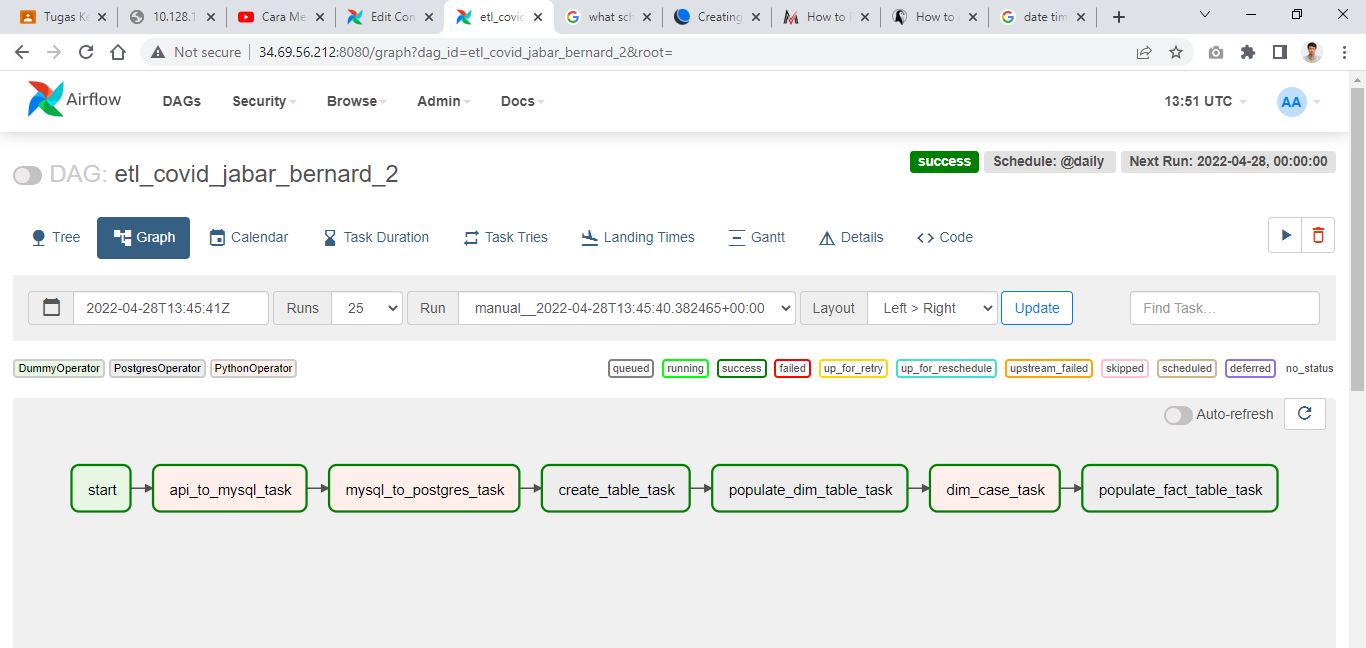 Tugas Ke
10.128.
Cara Me
Edit Con
etl_covid
what sch
Creating
How to
How to
date tim
Not secure
34.69.56.212:8080/graph?dag_id=etl_covid_jabar_bernard_2&root=
Airflow DAGs Security Browse Admin Docs 13:51 UTC AA
success Schedule: @daily Next Run: 2022-04-28, 00:00:00
DAG: etl_covid_jabar_bernard_2
Tree Graph Calendar Task Duration Task Tries Landing Times Gantt Details Code
2022-04-28T13:45:41Z Runs 25 Run manual__2022-04-28T13:45:40.382465+00:00 Layout Left > Right Update Find Task...
DummyOperator PostgresOperator PythonOperator queued running success failed up_for_retry up_for_reschedule upstream_failed skipped scheduled deferred no_status
Auto-refresh
start api_to_mysql_task mysql_to_postgres_task create_table_task populate_dim_table_task dim_case_task populate_fact_table_task